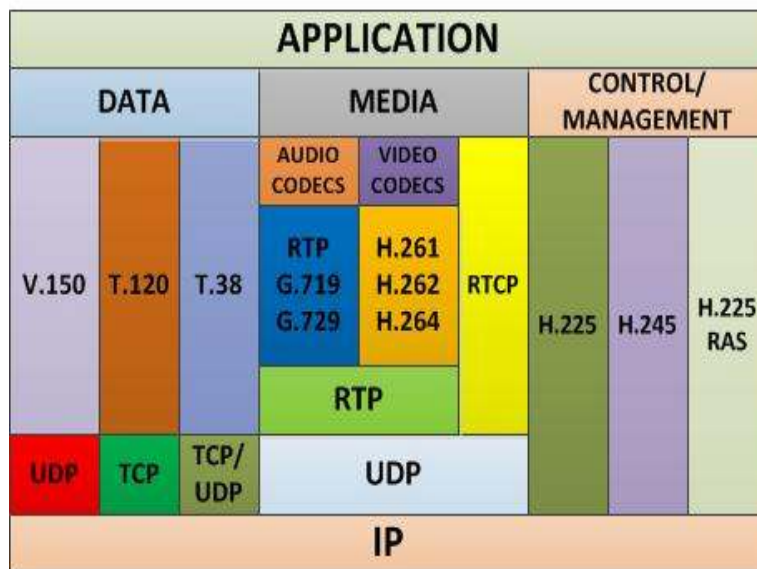 APPLICATION
DATA
MEDIA
CONTROL/
MANAGEMENT
V.150
T.120
T.38
AUDIO
CODECS
VIDEO
CODECS
RTP
G.719
G.729
H.261
H.262
H.264
RTCP
RTP
H.225
H.245
H.225
RAS
UDP
TCP
TCP/
UDP
UDP
IP